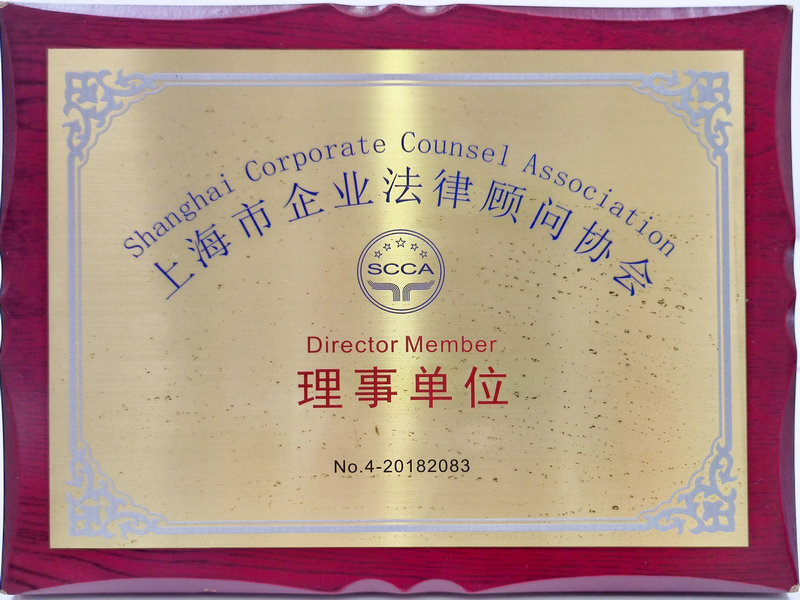 Shanghai Corporate Counsel Association
上海市企业法律顾问协会
SCCA
Director Member
理事单位
No.4-20182083